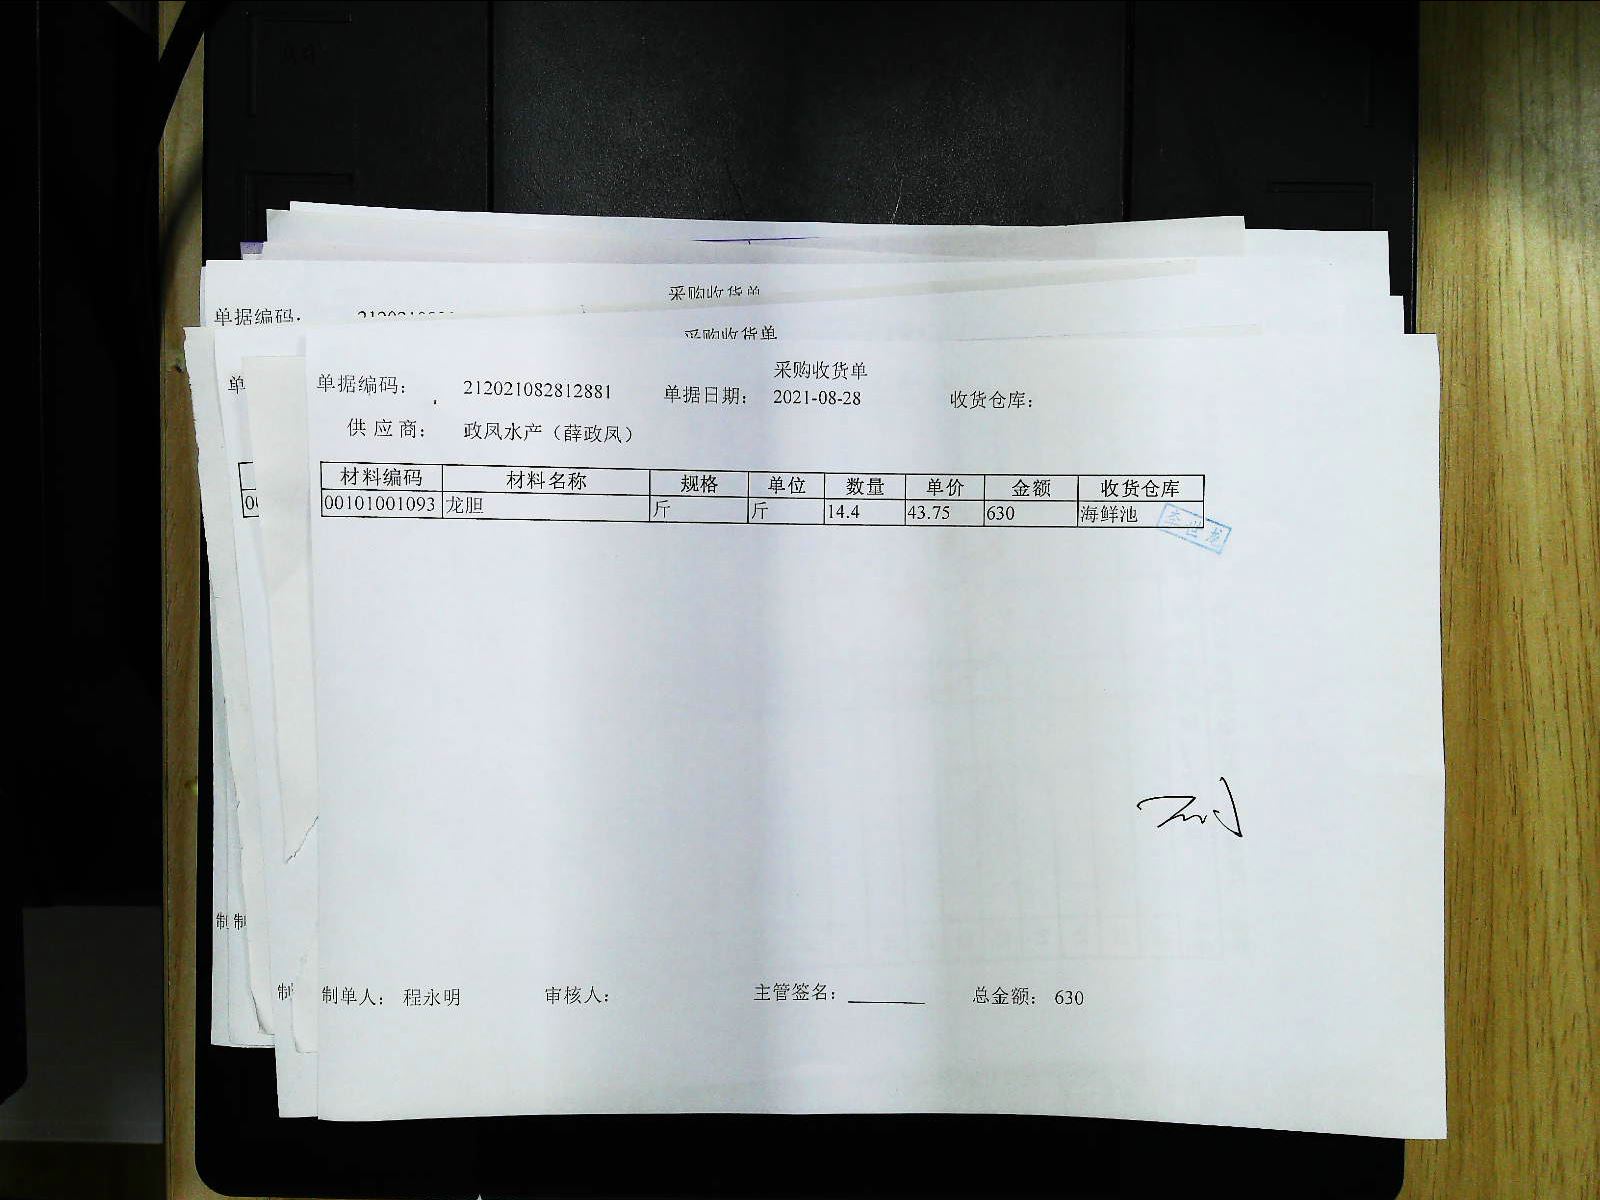 采购收货单
单据编码：
采购收货单
单
采购收货单
单据编码： 212021082812881 单据日期： 2021-08-28 收货仓库：
供应商： 政凤水产（薛政凤）
材料编码 材料名称 规格 单位 数量 单价 金额 收货仓库
00101001093 龙胆 斤 斤 14.4 43.75 630 海鲜池
00
制 制
制
制单人： 程永明 审核人： 主管签名： 总金额： 630